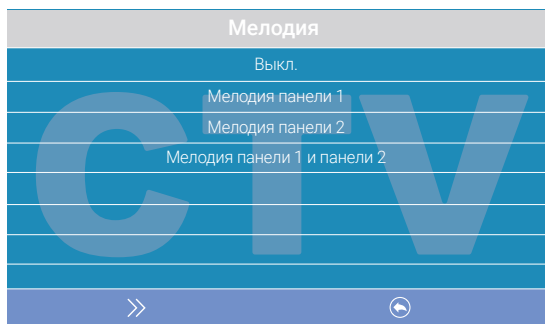 Мелодия
Выкл.
Мелодия панели 1
Мелодия панели 2
Мелодия панели 1 и панели 2
CTV